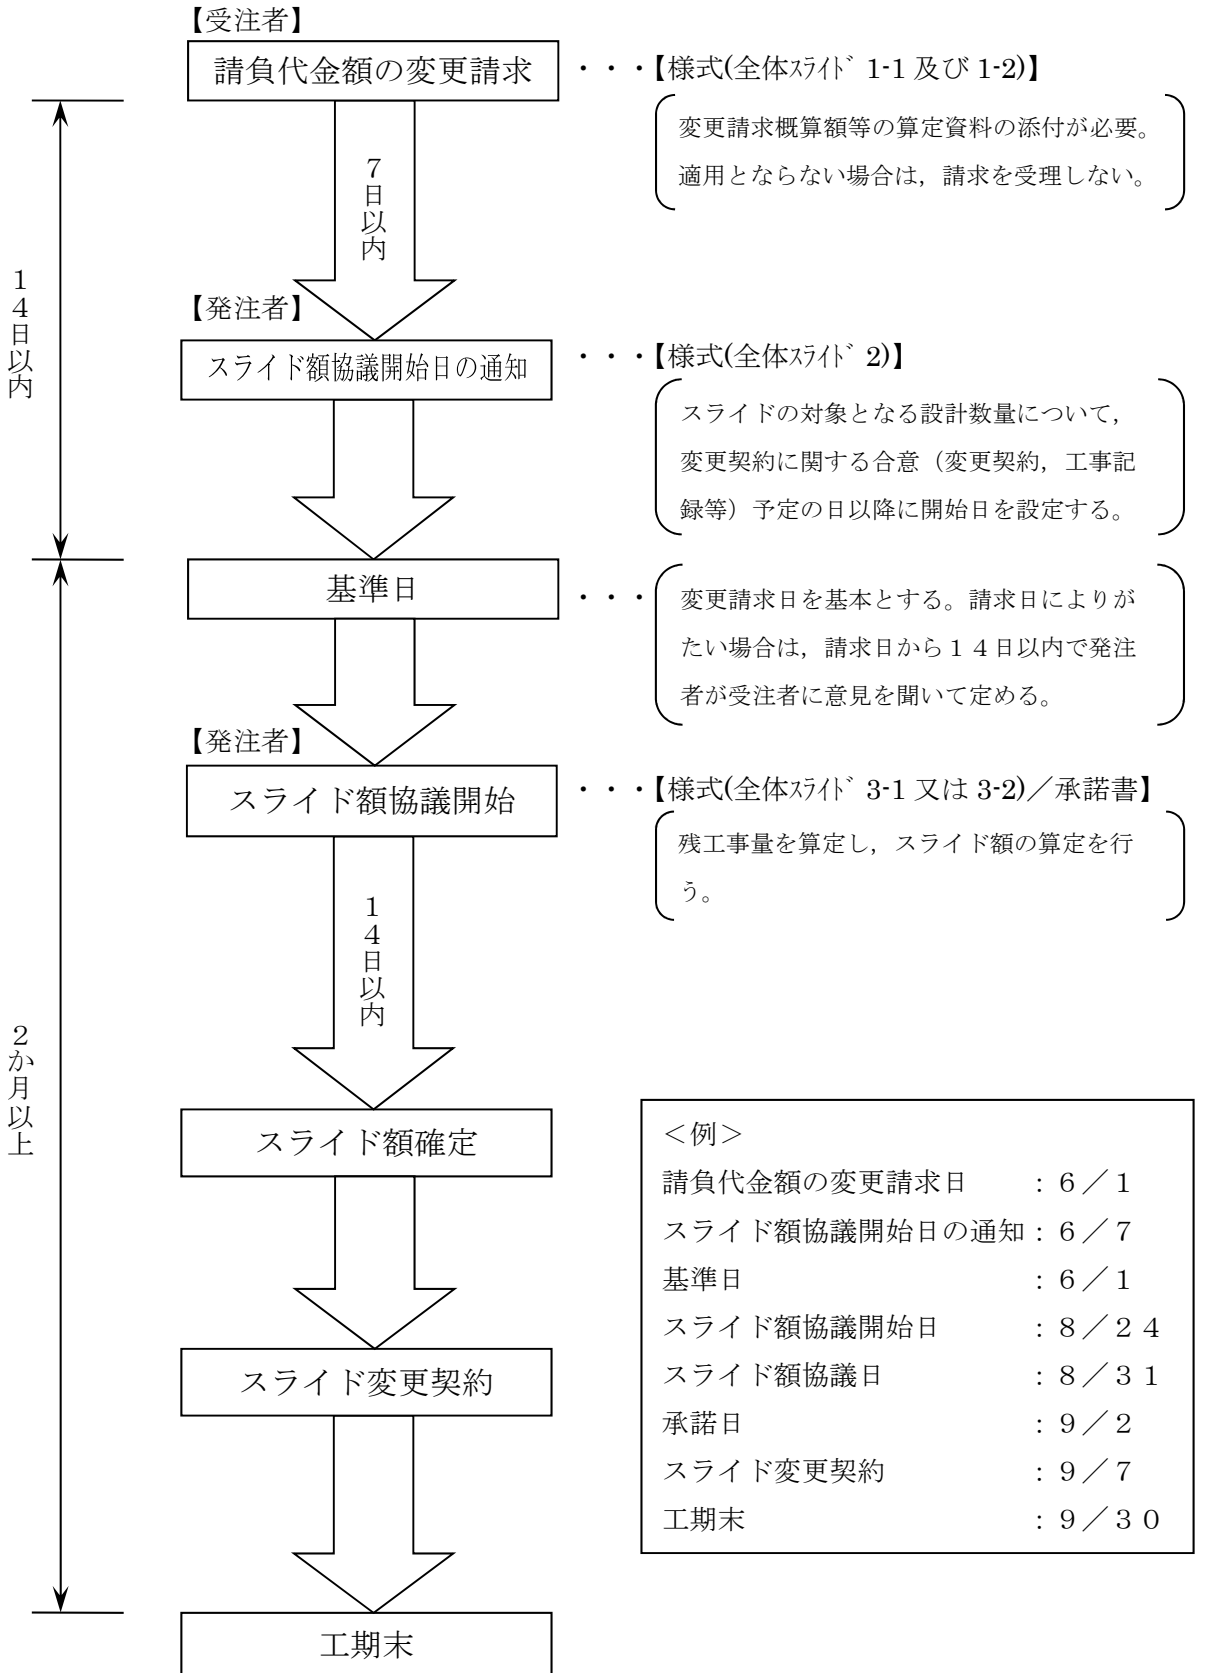 【受注者】
請負代金額の変更請求
・・・【様式(全体ｽﾗｲﾄﾞ 1-1 及び 1-2)】
変更請求概算額等の算定資料の添付が必要。
適用とならない場合は，請求を受理しない。
７日以内
１４日以内
【発注者】
スライド額協議開始日の通知
・・・【様式(全体ｽﾗｲﾄﾞ 2)】
スライドの対象となる設計数量について，
変更契約に関する合意（変更契約，工事記
録等）予定の日以降に開始日を設定する。
基準日
・・・
変更請求日を基本とする。請求日によりが
たい場合は，請求日から１４日以内で発注
者が受注者に意見を聞いて定める。
【発注者】
スライド額協議開始
・・・【様式(全体ｽﾗｲﾄﾞ 3-1 又は 3-2)／承諾書】
残工事量を算定し，スライド額の算定を行
う。
１４日以内
２か月以上
スライド額確定
スライド変更契約
工期末
＜例＞
請負代金額の変更請求日　　：６／１
スライド額協議開始日の通知：６／７
基準日　　　　　　　　　　：６／１
スライド額協議開始日　　　：８／２４
スライド額協議日　　　　　：８／３１
承諾日　　　　　　　　　　：９／２
スライド変更契約　　　　　：９／７
工期末　　　　　　　　　　：９／３０